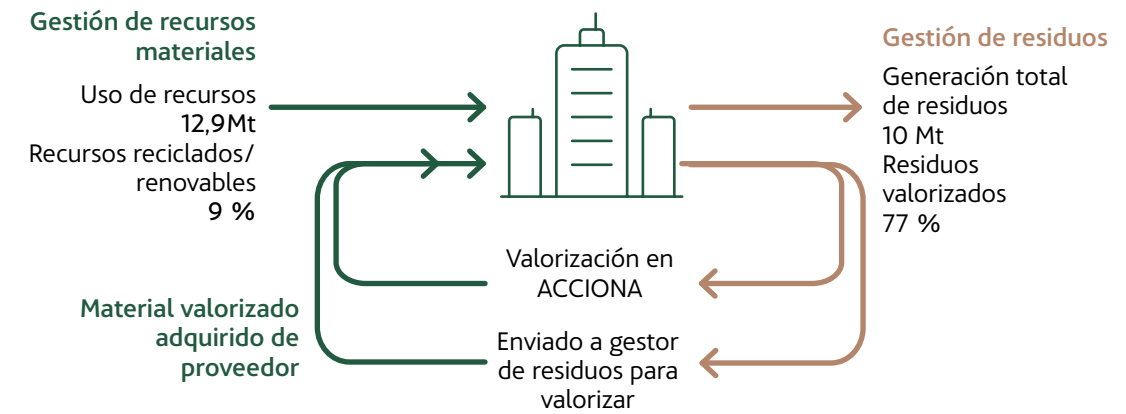 Gestión de recursos
materiales
Uso de recursos
12,9Mt
Recursos reciclados/
renovables
9 %
Material valorizado
adquirido de
proveedor
Valorización en
ACCIONA
Enviado a gestor
de residuos para
valorizar
Gestión de residuos
Generación total
de residuos
10 Mt
Residuos
valorizados
77 %